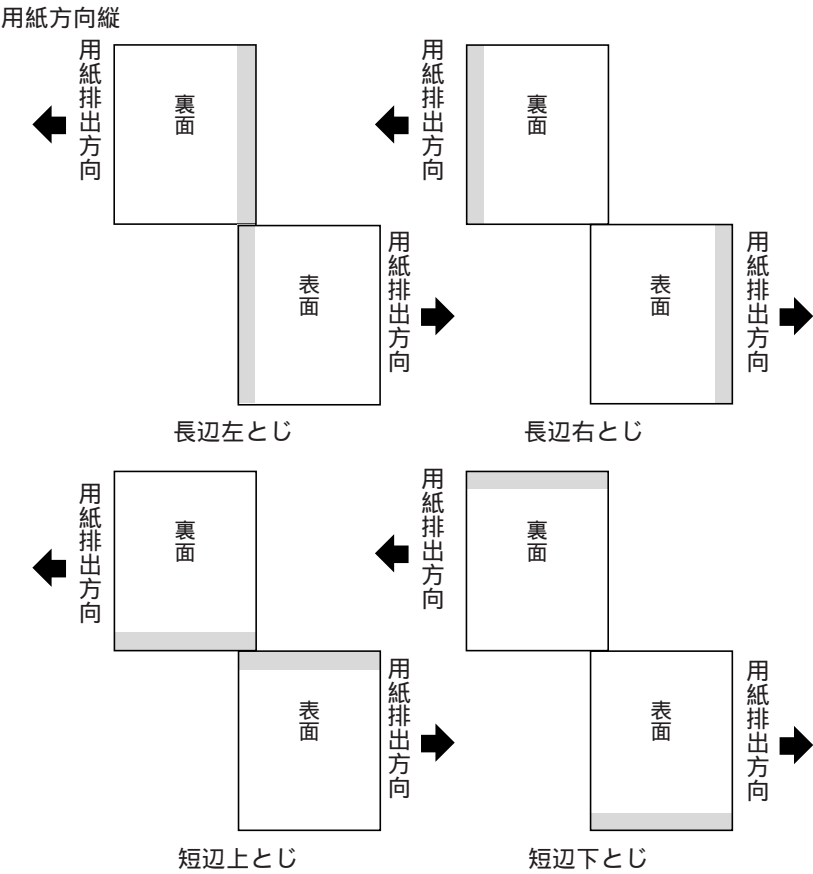 用紙方向縦
用紙排出方向
裏面
表面
用紙排出方向
長辺左とじ
用紙排出方向
裏面
表面
用紙排出方向
長辺右とじ
用紙排出方向
裏面
表面
用紙排出方向
短辺上とじ
用紙排出方向
裏面
表面
用紙排出方向
短辺下とじ